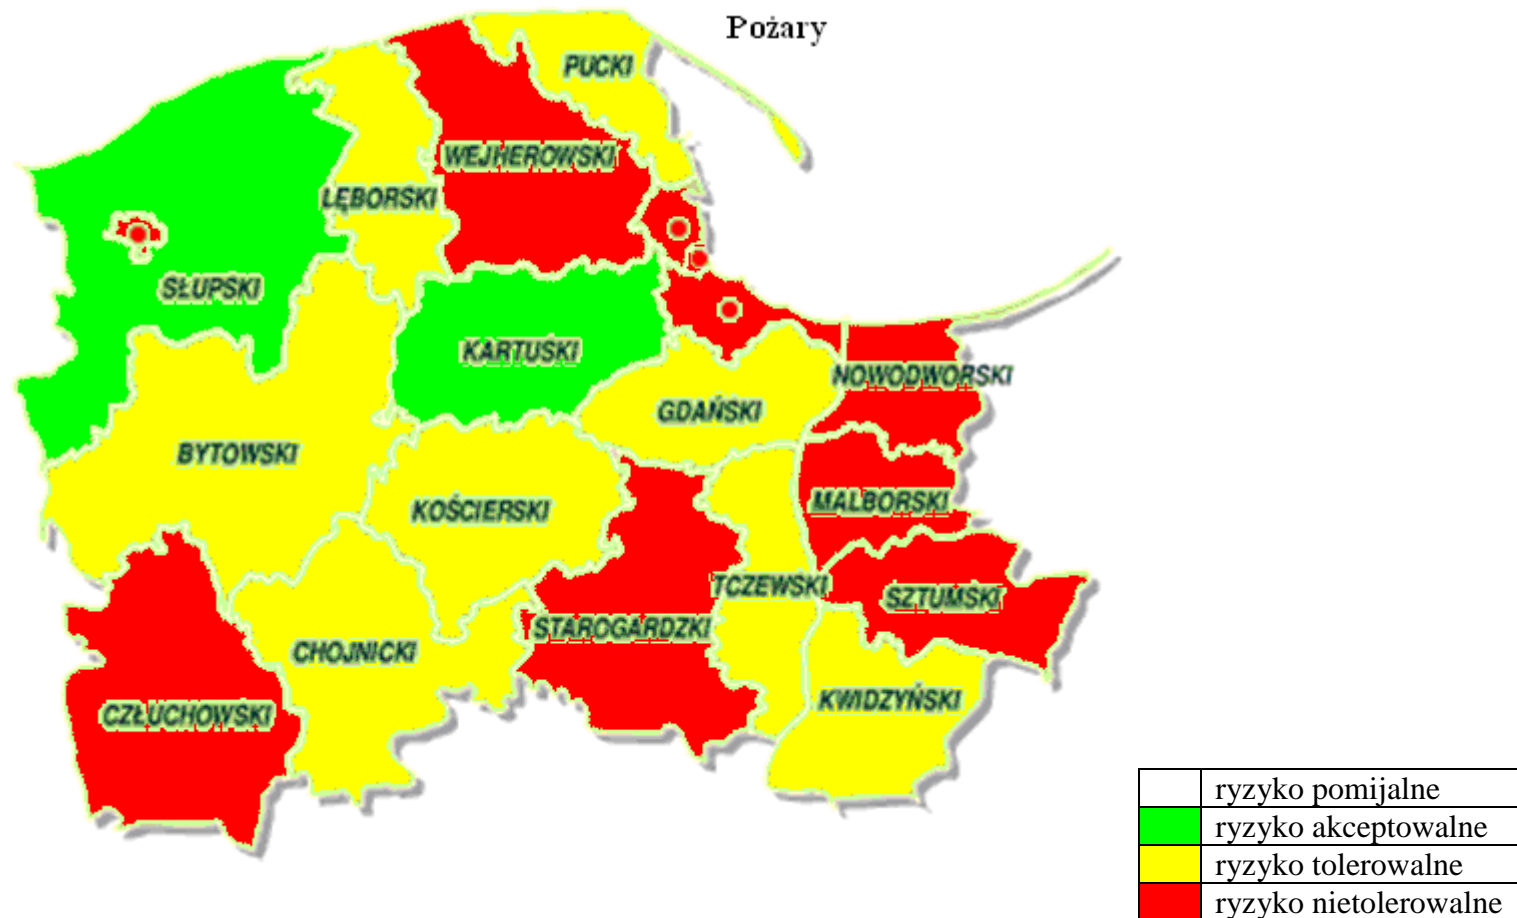 Pożary
PUCKI
WEJHEROWSKI
LĘBORSKI
SŁUPSKI
KARTUSKI
NOWODWORSKI
GDAŃSKI
BYTOWSKI
KOŚCIERSKI
MALBORSKI
TCZEWSKI
SZTUMSKI
STAROGARDZKI
CHOJNICKI
KWIDZYŃSKI
CZŁUCHOWSKI
ryzyko pomijalne
ryzyko akceptowalne
ryzyko tolerowalne
ryzyko nietolerowalne